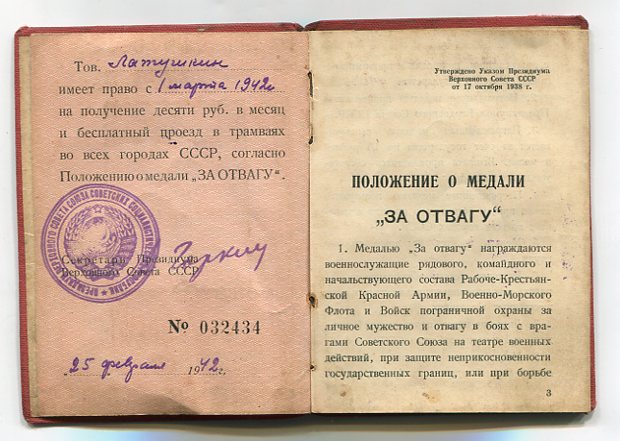 Тов. Латушкин
имеет право с 1 марта 1942 г
на получение десяти руб. в месяц
и бесплатный проезд в трамваях
во всех городах СССР, согласно
Положению о медали „ЗА ОТВАГУ“.
Секретарь Президиума
Верховного Совета СССР
№ 032434
„25 февраля 1942 г.
Утверждено Указом Президиума
Верховного Совета СССР
от 17 октября 1938 г.
ПОЛОЖЕНИЕ О МЕДАЛИ
„ЗА ОТВАГУ“
1. Медалью „За отвагу“ награждаются
военнослужащие рядового, командного и
начальствующего состава Рабоче-Крестьян-
ской Красной Армии, Военно-Морского
Флота и Войск пограничной охраны за
личное мужество и отвагу в боях с вра-
гами Советского Союза на театре военных
действий, при защите неприкосновенности
государственных границ, или при борьбе
3